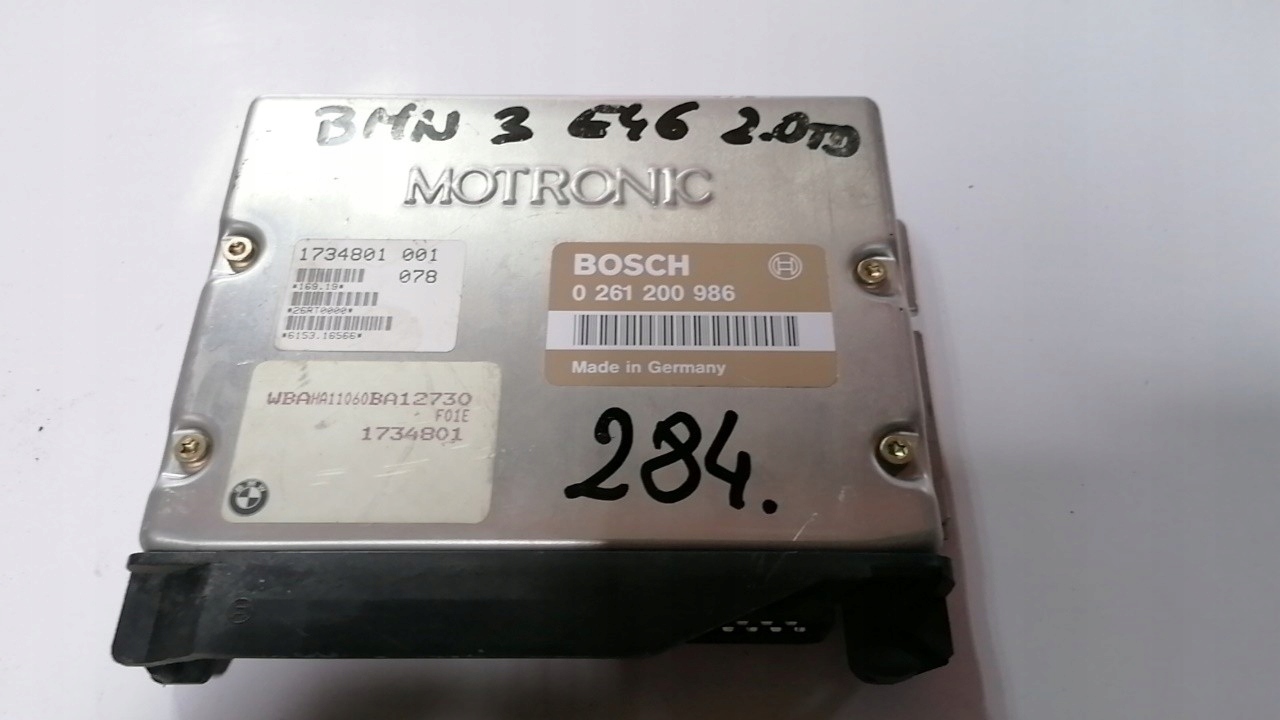 BMW 3 E46 2.0TD
MOTRONIC
1734801 001
078
*169.19*
*26RT0000*
*6153.16566*
BOSCH
0 261 200 986
Made in Germany
WBAHA11060BA12730
F01E
1734801
BMW
284.